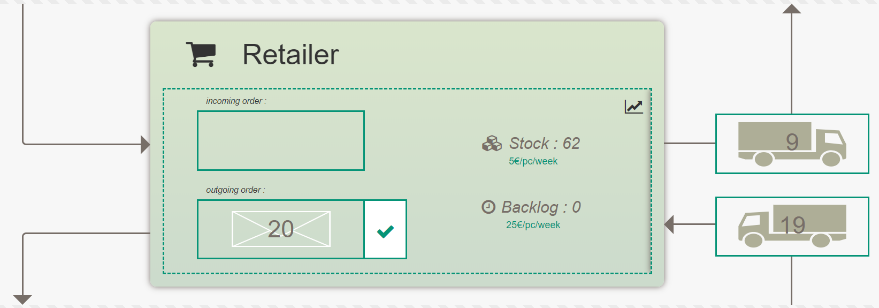 Retailer
incoming order :
Stock : 62
5€/pc/week
9
outgoing order :
20
Backlog : 0
25€/pc/week
19